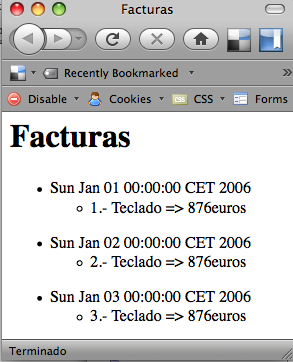 Facturas
Recently Bookmarked
Disable Cookies CSS Forms
Facturas
Sun Jan 01 00:00:00 CET 2006
1.- Teclado => 876euros
Sun Jan 02 00:00:00 CET 2006
2.- Teclado => 876euros
Sun Jan 03 00:00:00 CET 2006
3.- Teclado => 876euros
Terminado